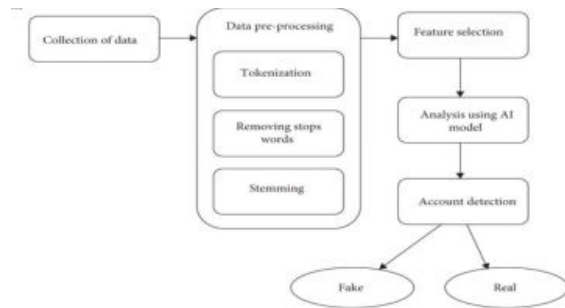 Collection of data
Data pre-processing
Tokenization
Removing stops
words
Stemming
Feature selection
Analysis using AI
model
Account detection
Fake
Real